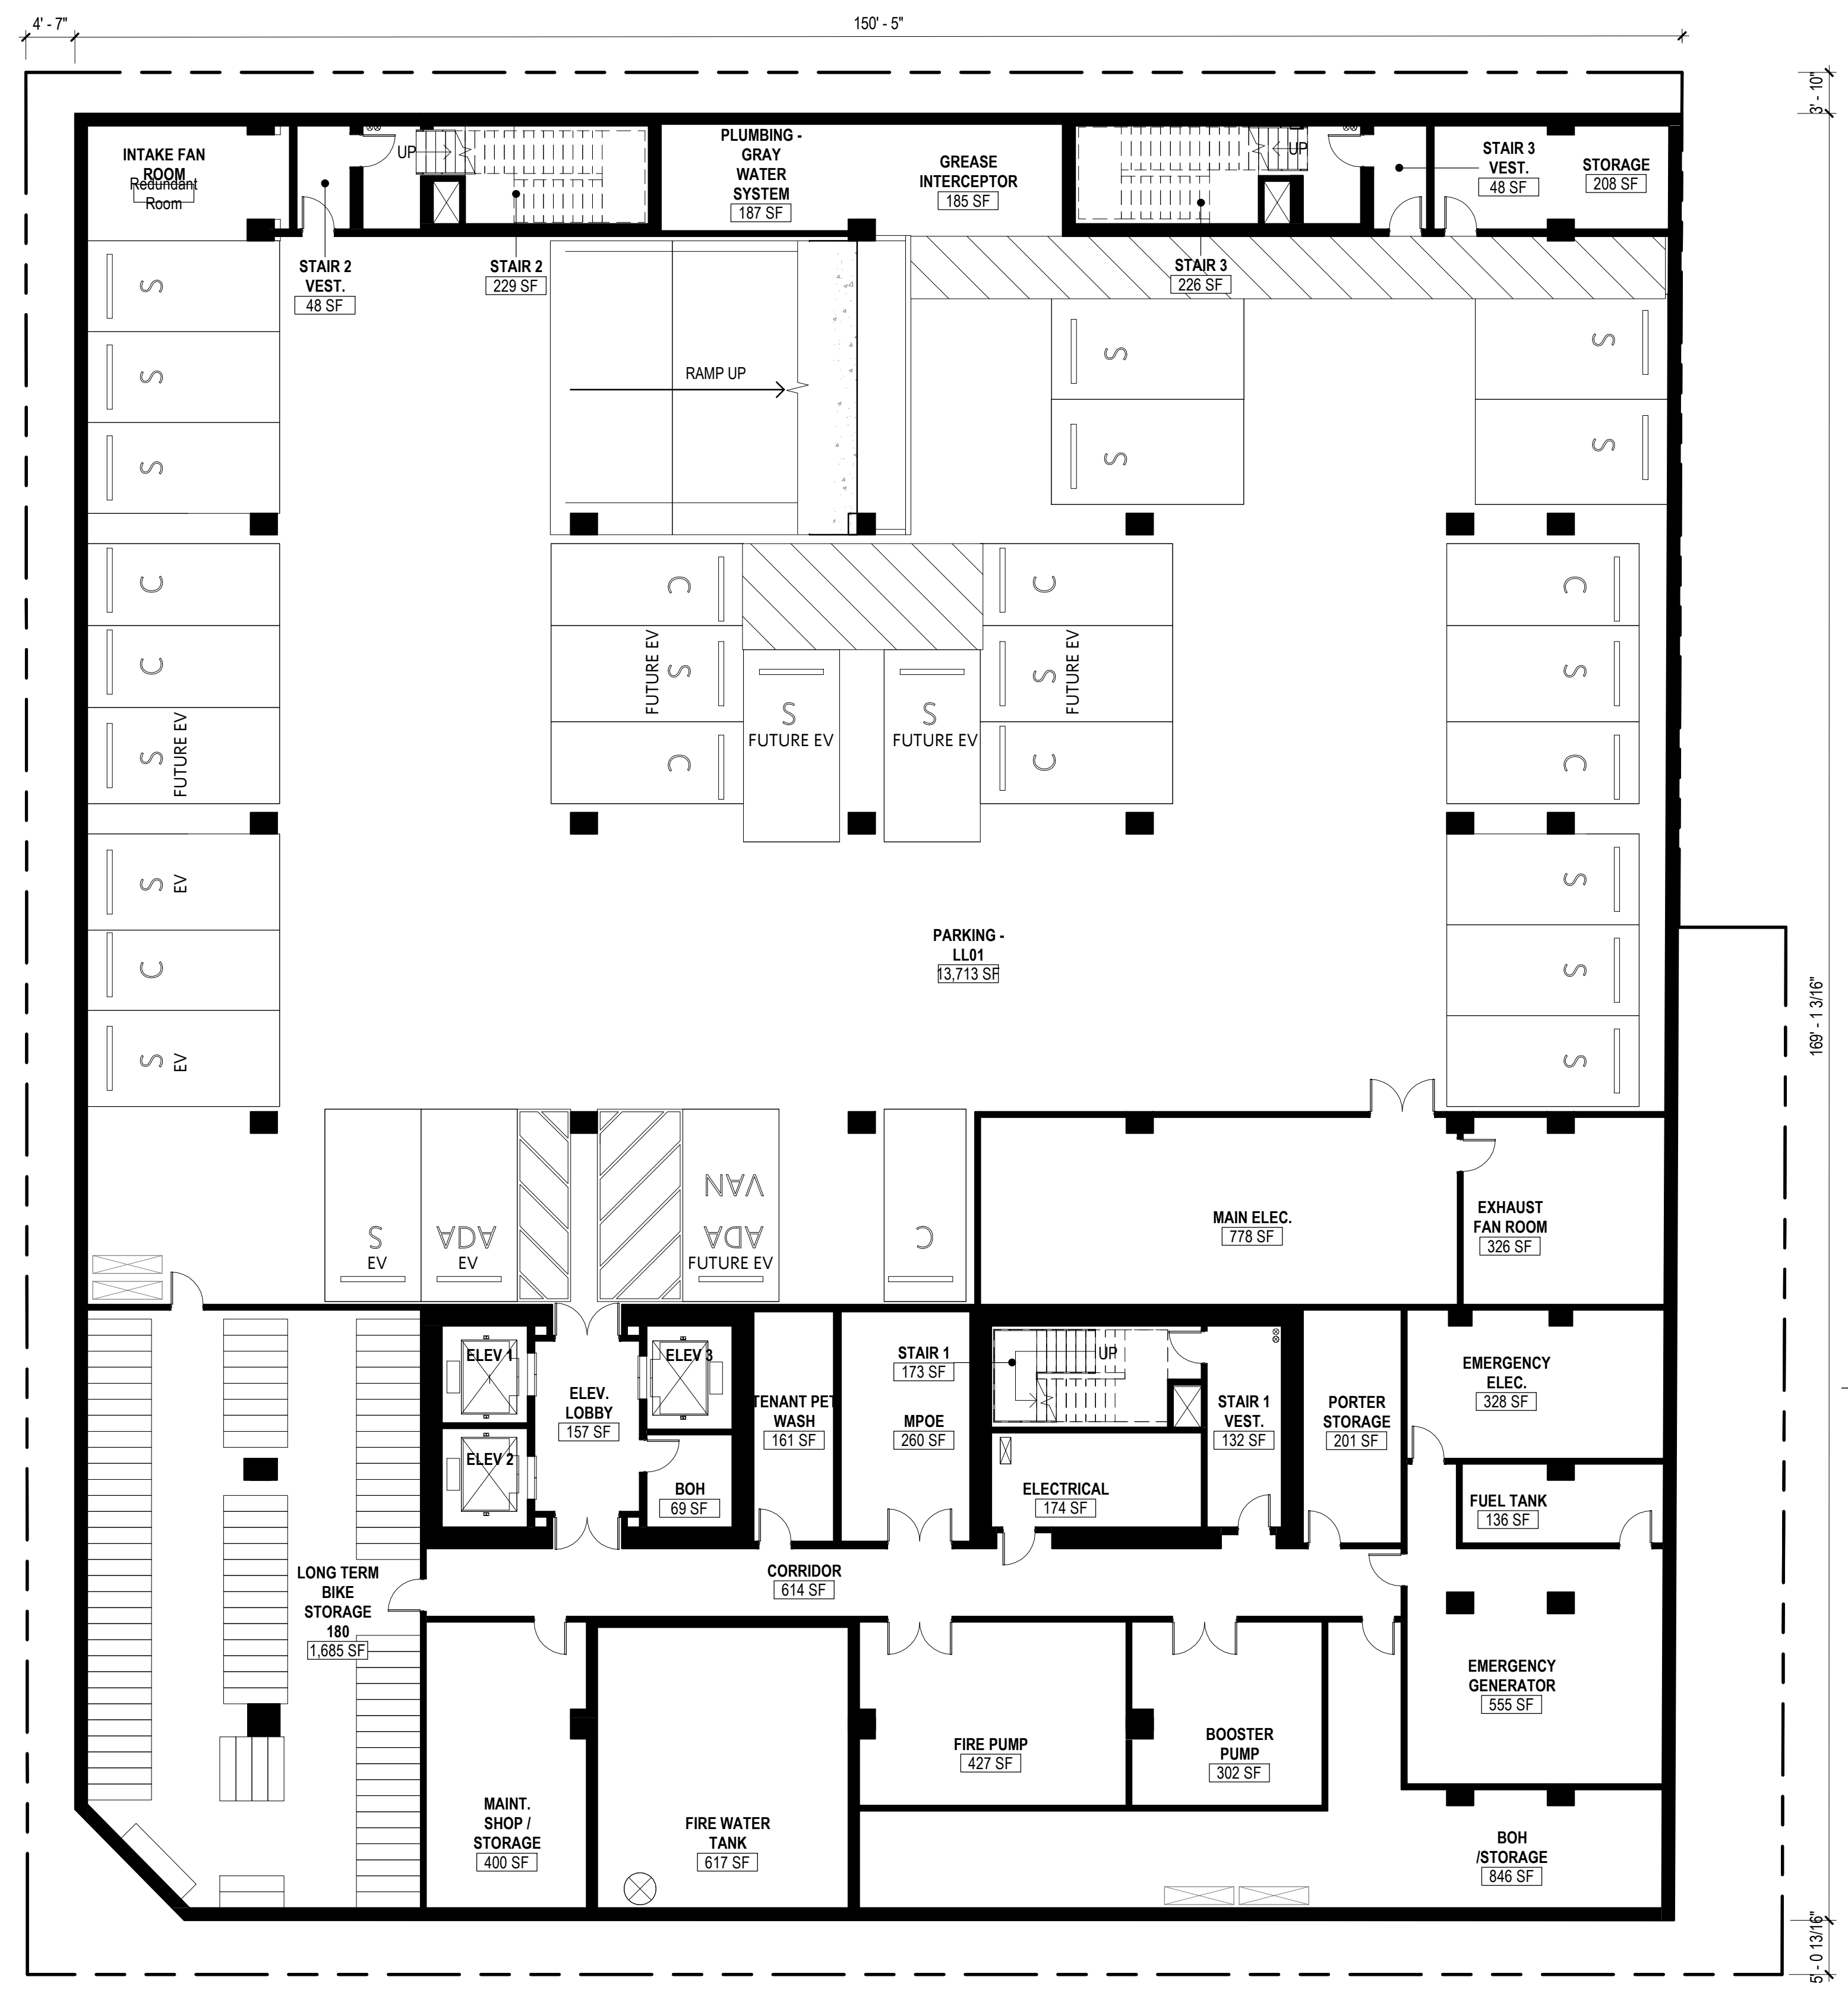 4' - 7"
150' - 5"
3' - 10"
INTAKE FAN
ROOM
Redundant
Room
UP
PLUMBING -
GRAY
WATER
SYSTEM
187 SF
GREASE
INTERCEPTOR
185 SF
UP
STAIR 3
VEST.
48 SF
STORAGE
208 SF
STAIR 2
VEST.
48 SF
STAIR 2
229 SF
STAIR 3
226 SF
S
S
S
S
S
S
S
RAMP UP
C
C
S
FUTURE EV
C
FUTURE EV
S
C
S
FUTURE EV
S
FUTURE EV
C
S
FUTURE EV
C
C
S
C
S
EV
C
S
EV
S
S
S
PARKING -
LL01
13,713 SF
169' - 1 3/16"
S
EV
ADA
EV
VAN
ADA
FUTURE EV
C
MAIN ELEC.
778 SF
EXHAUST
FAN ROOM
326 SF
ELEV 1
ELEV 2
ELEV.
LOBBY
157 SF
ELEV 3
BOH
69 SF
TENANT PET
WASH
161 SF
STAIR 1
173 SF
MPOE
260 SF
UP
ELECTRICAL
174 SF
STAIR 1
VEST.
132 SF
PORTER
STORAGE
201 SF
EMERGENCY
ELEC.
328 SF
FUEL TANK
136 SF
LONG TERM
BIKE
STORAGE
180
1,685 SF
CORRIDOR
614 SF
EMERGENCY
GENERATOR
555 SF
MAINT.
SHOP /
STORAGE
400 SF
FIRE WATER
TANK
617 SF
FIRE PUMP
427 SF
BOOSTER
PUMP
302 SF
BOH
/STORAGE
846 SF
5' - 0 13/16"